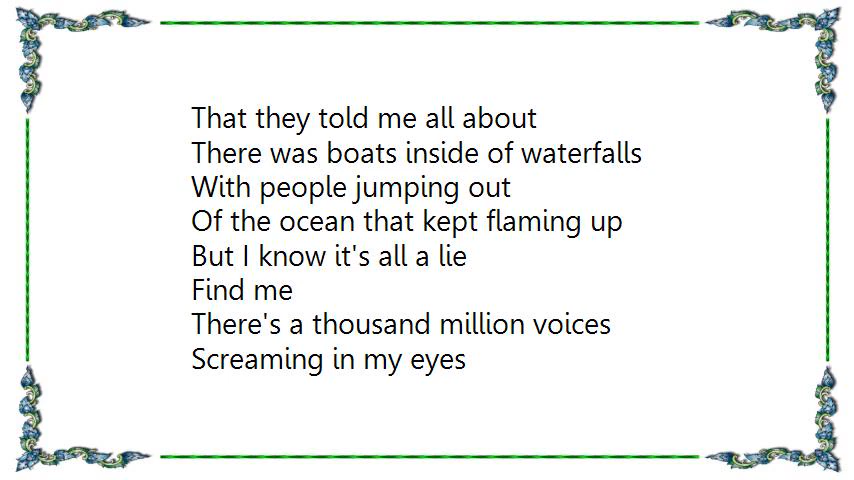 That they told me all about
There was boats inside of waterfalls
With people jumping out
Of the ocean that kept flaming up
But I know it's all a lie
Find me
There's a thousand million voices
Screaming in my eyes